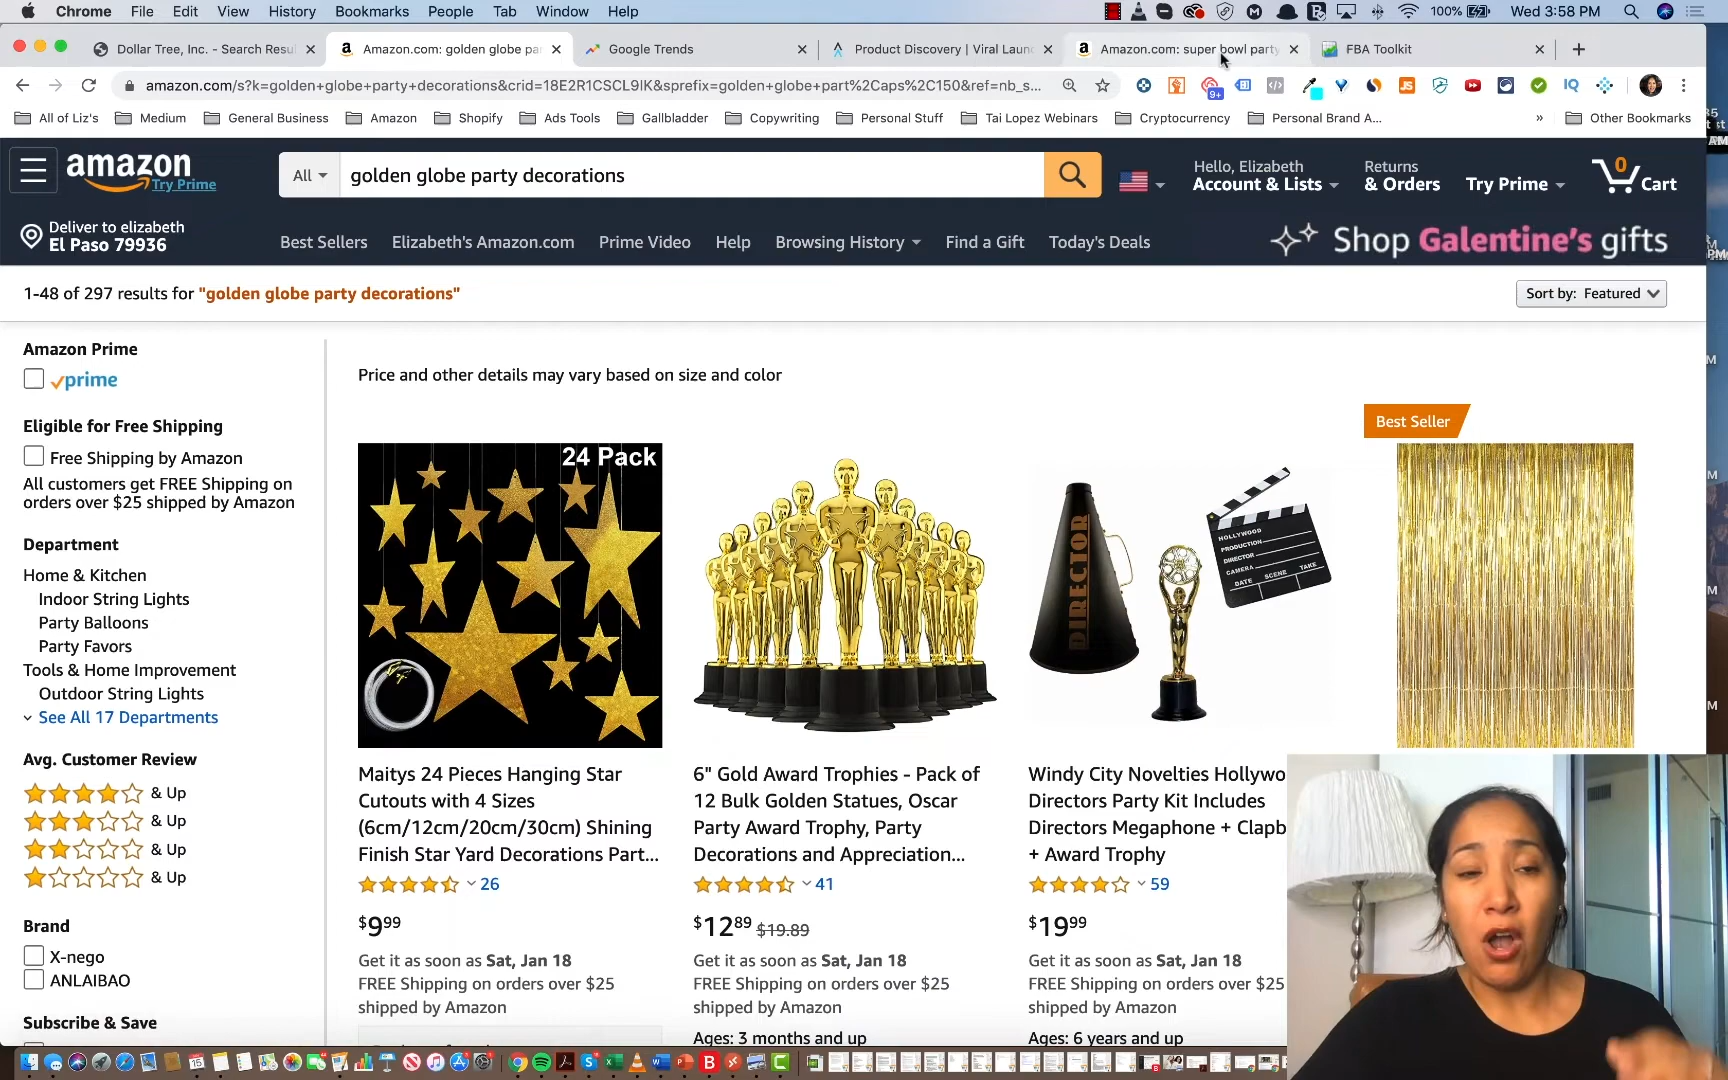 Chrome File Edit View History Bookmarks People Tab Window Help 100% Wed 3:58 PM
Dollar Tree, Inc. - Search Resul
Amazon.com: golden globe pa
Google Trends
Product Discovery | Viral Launc
Amazon.com: super bowl party
FBA Toolkit
amazon.com/s?k=golden+globe+party+decorations&crid=18E2R1CSCL9IK&sprefix=golden+globe+part%2Caps%2C150&ref=nb_s...
9+
IQ
All of Liz's Medium General Business Amazon Shopify Ads Tools Gallbladder Copywriting Personal Stuff Tai Lopez Webinars Cryptocurrency Personal Brand A... » Other Bookmarks
amazon
Try Prime
All
golden globe party decorations
Hello, Elizabeth
Account & Lists
Returns
& Orders
Try Prime
0
Cart
Deliver to elizabeth
El Paso 79936
Best Sellers Elizabeth's Amazon.com Prime Video Help Browsing History Find a Gift Today's Deals
Shop Galentine's gifts
1-48 of 297 results for "golden globe party decorations"
Sort by: Featured
Amazon Prime
prime
Eligible for Free Shipping
Free Shipping by Amazon
All customers get FREE Shipping on
orders over $25 shipped by Amazon
Department
Home & Kitchen
Indoor String Lights
Party Balloons
Party Favors
Tools & Home Improvement
Outdoor String Lights
See All 17 Departments
Avg. Customer Review
& Up
& Up
& Up
& Up
Brand
X-nego
ANLAIBAO
Subscribe & Save
Price and other details may vary based on size and color
24 Pack
Maitys 24 Pieces Hanging Star
Cutouts with 4 Sizes
(6cm/12cm/20cm/30cm) Shining
Finish Star Yard Decorations Part...
26
$9.99
Get it as soon as Sat, Jan 18
FREE Shipping on orders over $25
shipped by Amazon
6" Gold Award Trophies - Pack of
12 Bulk Golden Statues, Oscar
Party Award Trophy, Party
Decorations and Appreciation...
41
$12.89 $19.89
Get it as soon as Sat, Jan 18
FREE Shipping on orders over $25
shipped by Amazon
Ages: 3 months and up
DIRECTOR
HOLLYWOOD
PRODUCTION
DIRECTOR
CAMERA
DATE SCENE TAKE
Windy City Novelties Hollywo
Directors Party Kit Includes
Directors Megaphone + Clapb
+ Award Trophy
59
$19.99
Get it as soon as Sat, Jan 18
FREE Shipping on orders over $25
shipped by Amazon
Ages: 6 years and up
Best Seller